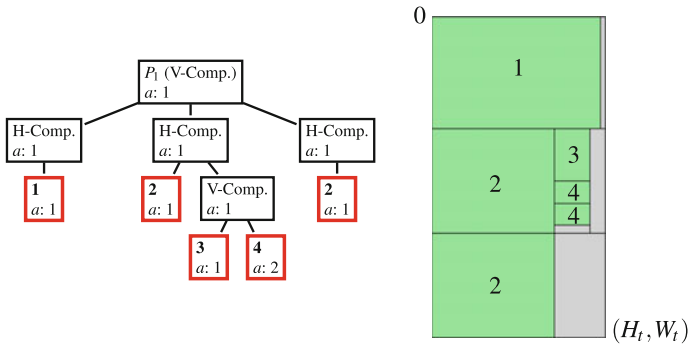 P₁ (V-Comp.)
a: 1
H-Comp.
a: 1
H-Comp.
a: 1
H-Comp.
a: 1
1
a: 1
2
a: 1
V-Comp.
a: 1
2
a: 1
3
a: 1
4
a: 2
0
1
2
3
4
4
2
(Hₜ, Wₜ)